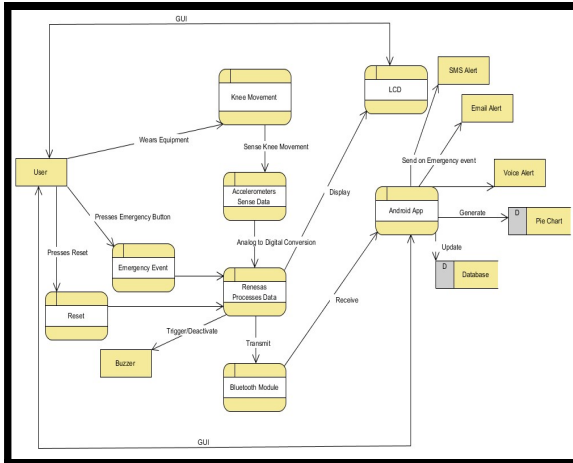 GUI
SMS Alert
Knee Movement
LCD
Email Alert
Wears Equipment
Sense Knee Movement
Send on Emergency event
User
Voice Alert
Accelerometers
Sense Data
Display
Android App
Generate
D
Pie Chart
Presses Emergency Button
Analog to Digital Conversion
Update
Presses Reset
Emergency Event
Renesas
Processes Data
D
Database
Reset
Receive
Trigger/Deactivate
Transmit
Buzzer
Bluetooth Module
GUI